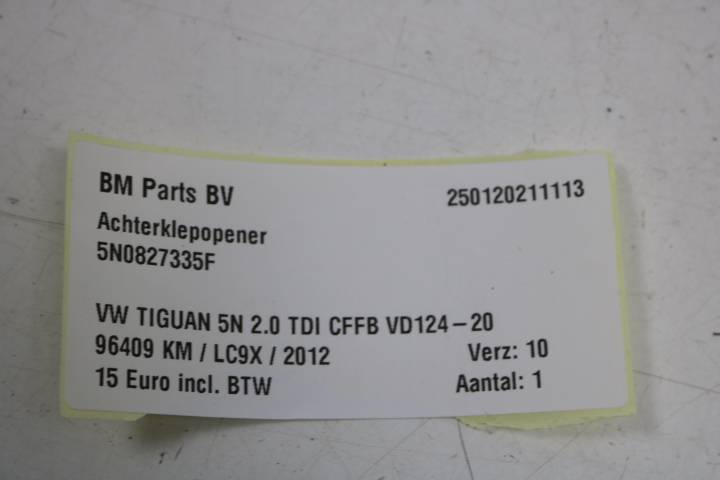 BM Parts BV 250120211113
Achterklepopener
5N0827335F
VW TIGUAN 5N 2.0 TDI CFFB VD124-20
96409 KM / LC9X / 2012 Verz: 10
15 Euro incl. BTW Aantal: 1